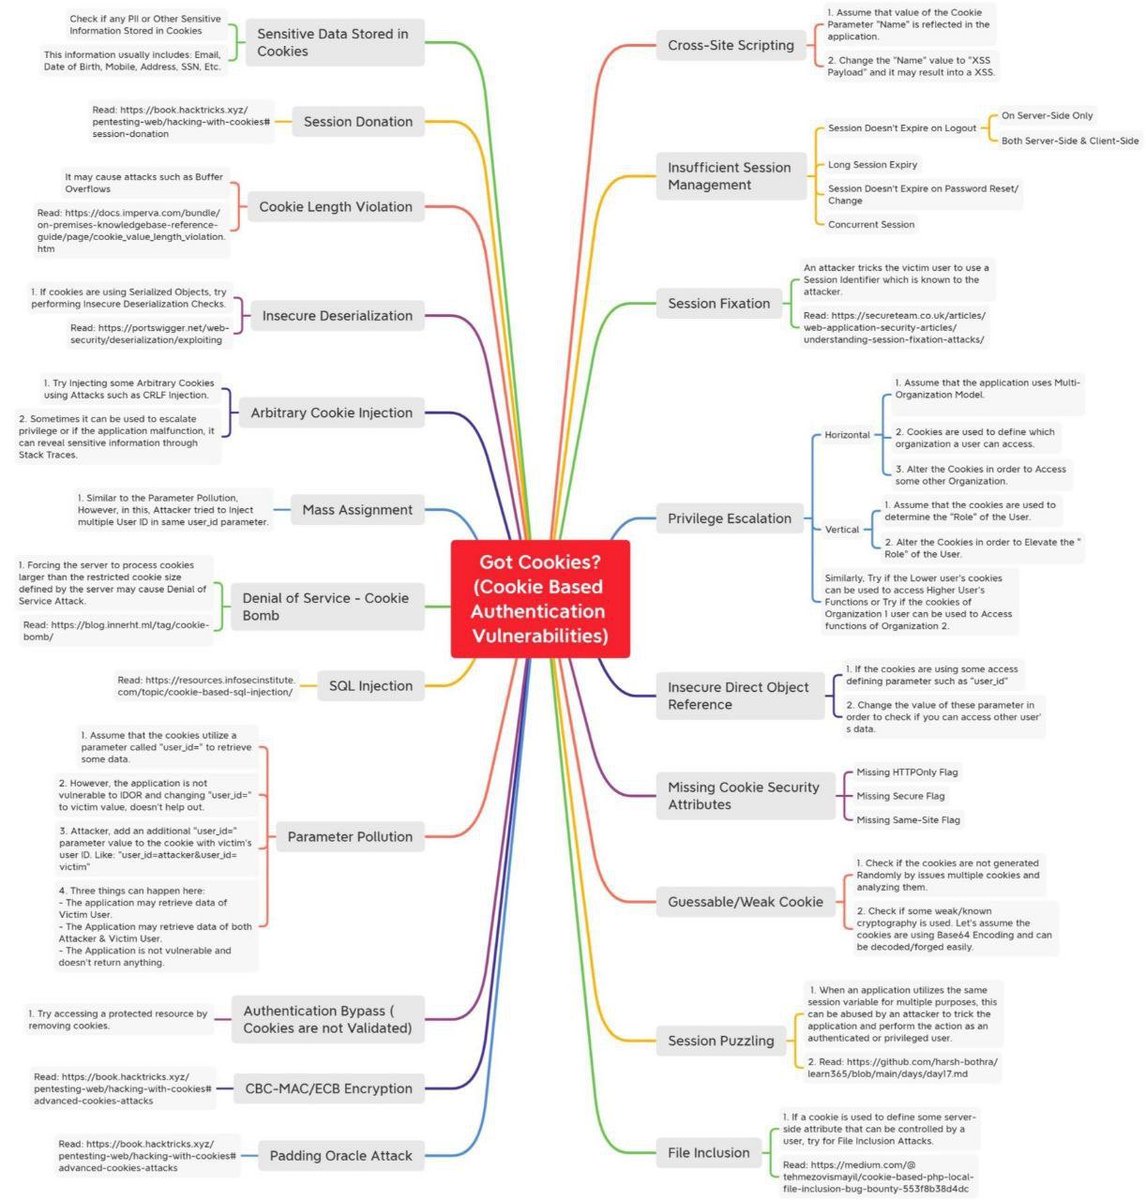 Got Cookies?
(Cookie Based
Authentication
Vulnerabilities)
Sensitive Data Stored in
Cookies
Check if any PII or Other Sensitive
Information Stored in Cookies
This information usually includes: Email,
Date of Birth, Mobile, Address, SSN, Etc.
Session Donation
Read: https://book.hacktricks.xyz/
pentesting-web/hacking-with-cookies#
session-donation
Cookie Length Violation
It may cause attacks such as Buffer
Overflows
Read: https://docs.imperva.com/bundle/
on-premises-knowledgebase-reference-
guide/page/cookie_value_length_violation.
htm
Insecure Deserialization
1. If cookies are using Serialized Objects, try
performing Insecure Deserialization Checks.
Read: https://portswigger.net/web-
security/deserialization/exploiting
Arbitrary Cookie Injection
1. Try Injecting some Arbitrary Cookies
using Attacks such as CRLF Injection.
2. Sometimes it can be used to escalate
privilege or if the application malfunction, it
can reveal sensitive information through
Stack Traces.
Mass Assignment
1. Similar to the Parameter Pollution,
However, in this, Attacker tried to Inject
multiple User ID in same user_id parameter.
Denial of Service - Cookie
Bomb
1. Forcing the server to process cookies
larger than the restricted cookie size
defined by the server may cause Denial of
Service Attack.
Read: https://blog.innerht.ml/tag/cookie-
bomb/
SQL Injection
Read: https://resources.infosecinstitute.
com/topic/cookie-based-sql-injection/
Parameter Pollution
1. Assume that the cookies utilize a
parameter called "user_id=" to retrieve
some data.
2. However, the application is not
vulnerable to IDOR and changing "user_id="
to victim value, doesn't help out.
3. Attacker, add an additional "user_id="
parameter value to the cookie with victim's
user ID. Like: "user_id=attacker&user_id=
victim"
4. Three things can happen here:
- The application may retrieve data of
Victim User.
- The Application may retrieve data of both
Attacker & Victim User.
- The Application is not vulnerable and
doesn't return anything.
Authentication Bypass (
Cookies are not Validated)
1. Try accessing a protected resource by
removing cookies.
CBC-MAC/ECB Encryption
Read: https://book.hacktricks.xyz/
pentesting-web/hacking-with-cookies#
advanced-cookies-attacks
Padding Oracle Attack
Read: https://book.hacktricks.xyz/
pentesting-web/hacking-with-cookies#
advanced-cookies-attacks
Cross-Site Scripting
1. Assume that value of the Cookie
Parameter "Name" is reflected in the
application.
2. Change the "Name" value to "XSS
Payload" and it may result into a XSS.
Insufficient Session
Management
Session Doesn't Expire on Logout
On Server-Side Only
Both Server-Side & Client-Side
Long Session Expiry
Session Doesn't Expire on Password Reset/
Change
Concurrent Session
Session Fixation
An attacker tricks the victim user to use a
Session Identifier which is known to the
attacker.
Read: https://secureteam.co.uk/articles/
web-application-security-articles/
understanding-session-fixation-attacks/
Privilege Escalation
Horizontal
1. Assume that the application uses Multi-
Organization Model.
2. Cookies are used to define which
organization a user can access.
3. Alter the Cookies in order to Access
some other Organization.
Vertical
1. Assume that the cookies are used to
determine the "Role" of the User.
2. Alter the Cookies in order to Elevate the "
Role" of the User.
Similarly, Try if the Lower user's cookies
can be used to access Higher User's
Functions or Try if the cookies of
Organization 1 user can be used to Access
functions of Organization 2.
Insecure Direct Object
Reference
1. If the cookies are using some access
defining parameter such as "user_id"
2. Change the value of these parameter in
order to check if you can access other user'
s data.
Missing Cookie Security
Attributes
Missing HTTPOnly Flag
Missing Secure Flag
Missing Same-Site Flag
Guessable/Weak Cookie
1. Check if the cookies are not generated
Randomly by issues multiple cookies and
analyzing them.
2. Check if some weak/known
cryptography is used. Let's assume the
cookies are using Base64 Encoding and can
be decoded/forged easily.
Session Puzzling
1. When an application utilizes the same
session variable for multiple purposes, this
can be abused by an attacker to trick the
application and perform the action as an
authenticated or privileged user.
2. Read: https://github.com/harsh-bothra/
learn365/blob/main/days/day17.md
File Inclusion
1. If a cookie is used to define some server-
side attribute that can be controlled by a
user, try for File Inclusion Attacks.
Read: https://medium.com/@
tehmezovismayil/cookie-based-php-local-
file-inclusion-bug-bounty-553f8b38d4dc